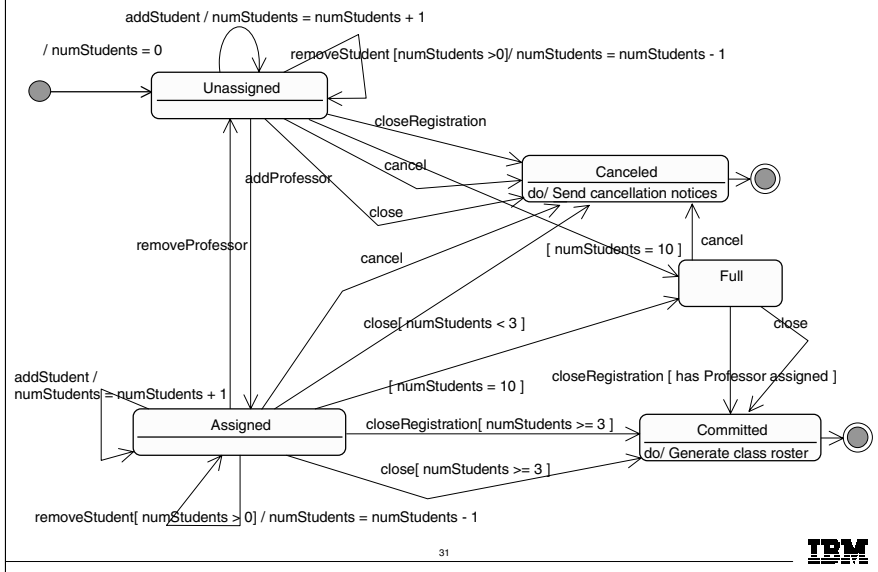 addStudent / numStudents = numStudents + 1
/ numStudents = 0
removeStudent [numStudents >0]/ numStudents = numStudents - 1
Unassigned
closeRegistration
cancel
Canceled
do/ Send cancellation notices
addProfessor
close
removeProfessor
cancel
[ numStudents = 10 ]
cancel
Full
close[ numStudents < 3 ]
close
addStudent /
numStudents = numStudents + 1
[ numStudents = 10 ]
closeRegistration [ has Professor assigned ]
Assigned
closeRegistration[ numStudents >= 3 ]
Committed
do/ Generate class roster
close[ numStudents >= 3 ]
removeStudent[ numStudents > 0] / numStudents = numStudents - 1
31
IBM